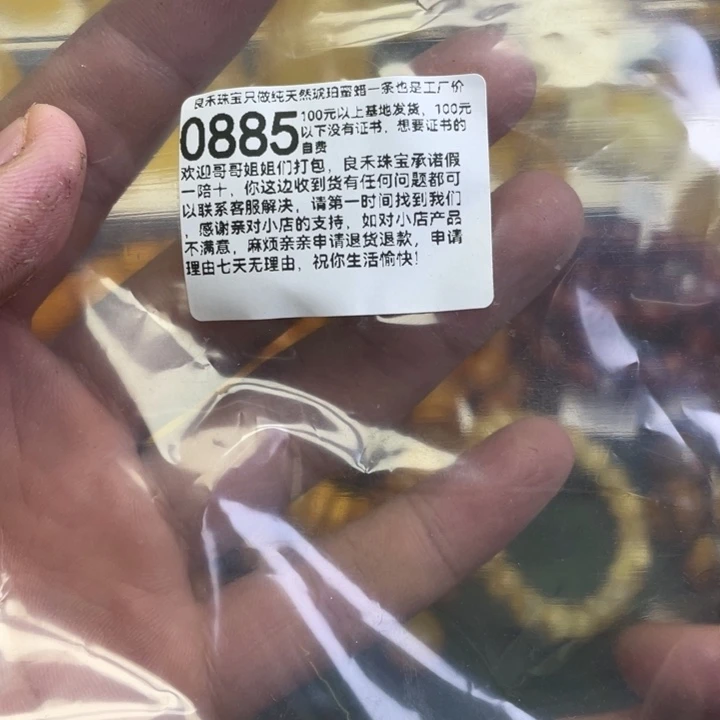 良禾珠宝只做纯天然琥珀蜜蜡一条也是工厂价
0885
100元以上基地发货，100元
以下没有证书，想要证书的
自费
欢迎哥哥姐姐们打包，良禾珠宝承诺假
一陪十，你这边收到货有任何问题都可
以联系客服解决，请第一时间找到我们
，感谢亲对小店的支持，如对小店产品
不满意，麻烦亲亲申请退货退款，申请
理由七天无理由，祝你生活愉快！